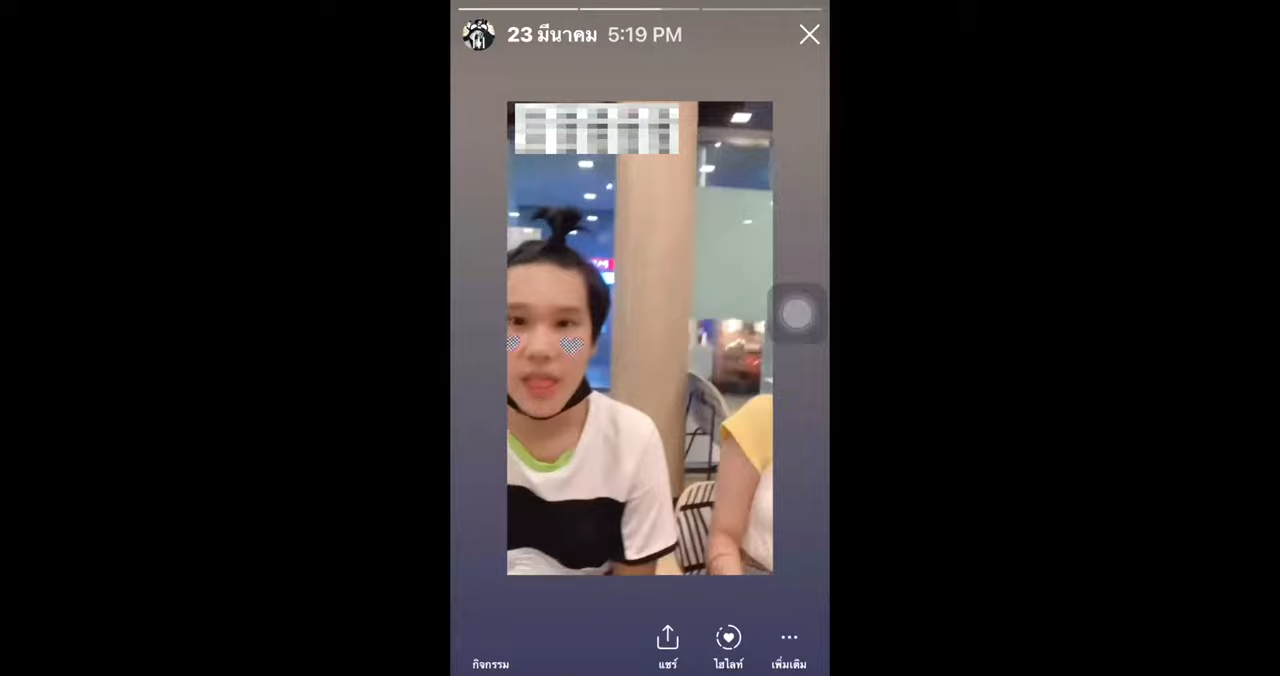 23 มีนาคม 5:19 PM
กิจกรรม
แชร์
ไฮไลท์
เพิ่มเติม